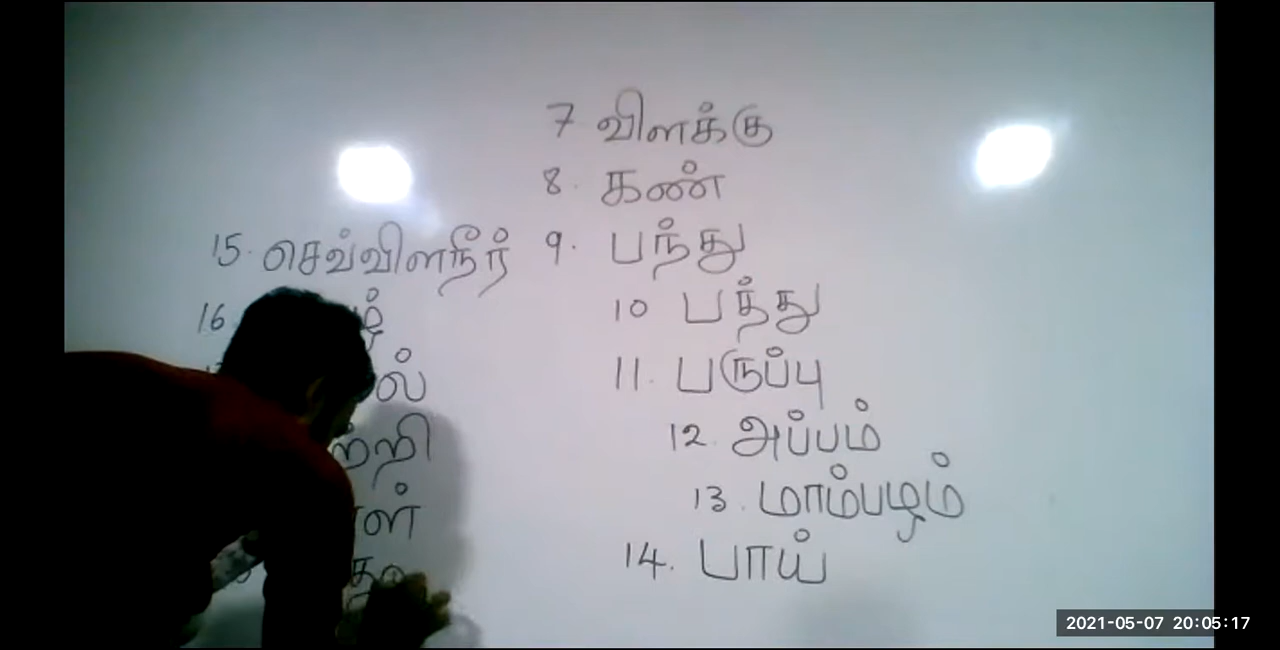 7 விளக்கு
8. கண்
9. பந்து
10 பத்து
11. பருப்பு
12. அப்பம்
13. மாம்பழம்
14. பாய்
15. செவ்விளநீர்
16
2021-05-07 20:05:17